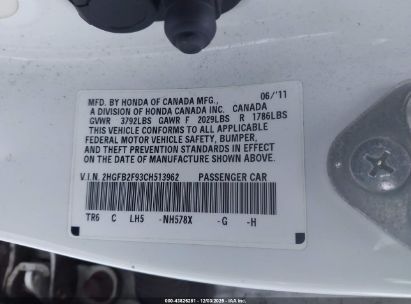 06/'11
MFD. BY HONDA OF CANADA MFG.,
A DIVISION OF HONDA CANADA INC. CANADA
GVWR 3792LBS GAWR F 2029LBS R 1786LBS
THIS VEHICLE CONFORMS TO ALL APPLICABLE
FEDERAL MOTOR VEHICLE SAFETY, BUMPER,
AND THEFT PREVENTION STANDARDS IN EFFECT
ON THE DATE OF MANUFACTURE SHOWN ABOVE.
V.I.N. 2HGFB2F93CH513962 PASSENGER CAR
TR6 C LH5 -NH578X -G -H